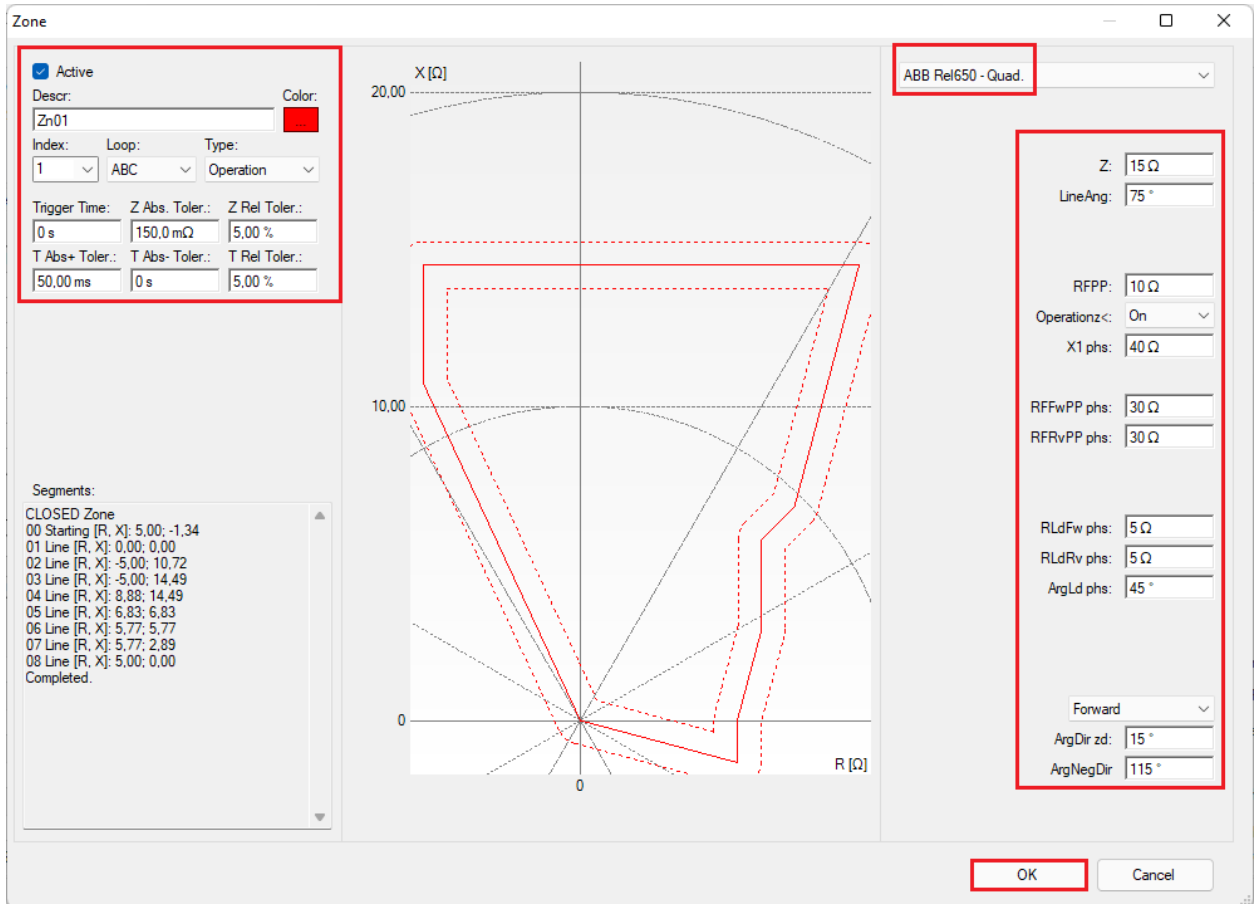 Zone
Active
Descr: Color:
Zn01 ...
Index: Loop: Type:
1 ABC Operation
Trigger Time: Z Abs. Toler.: Z Rel Toler.:
0 s 150,0 mΩ 5,00 %
T Abs+ Toler.: T Abs- Toler.: T Rel Toler.:
50,00 ms 0 s 5,00 %
Segments:
CLOSED Zone
00 Starting [R, X]: 5,00; -1,34
01 Line [R, X]: 0,00; 0,00
02 Line [R, X]: -5,00; 10,72
03 Line [R, X]: -5,00; 14,49
04 Line [R, X]: 8,88; 14,49
05 Line [R, X]: 6,83; 6,83
06 Line [R, X]: 5,77; 5,77
07 Line [R, X]: 5,77; 2,89
08 Line [R, X]: 5,00; 0,00
Completed.
X [Ω]
20,00
10,00
0
R [Ω]
0
ABB Rel650 - Quad.
Z: 15 Ω
LineAng: 75 °
RFPP: 10 Ω
Operationz<: On
X1 phs: 40 Ω
RFFwPP phs: 30 Ω
RFRvPP phs: 30 Ω
RLdFw phs: 5 Ω
RLdRv phs: 5 Ω
ArgLd phs: 45 °
Forward
ArgDir zd: 15 °
ArgNegDir 115 °
OK Cancel